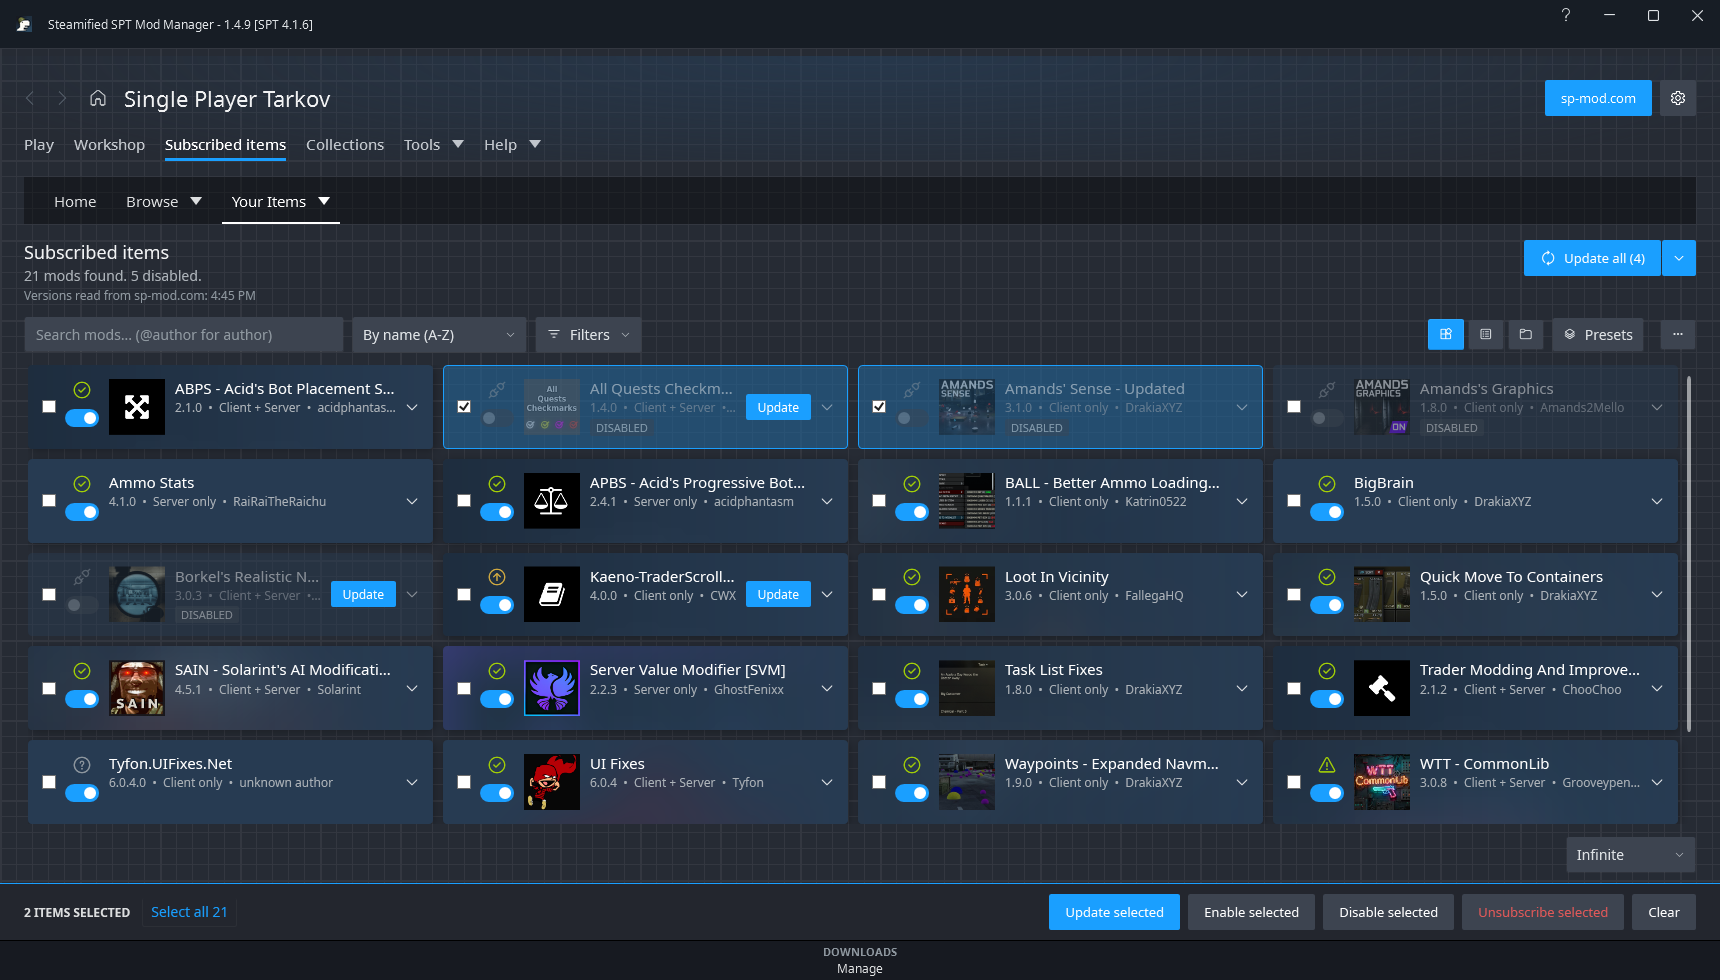 Steamified SPT Mod Manager - 1.4.9 [SPT 4.1.6]
Single Player Tarkov
sp-mod.com
Play
Workshop
Subscribed items
Collections
Tools
Help
Home
Browse
Your Items
Subscribed items
21 mods found. 5 disabled.
Versions read from sp-mod.com: 4:45 PM
Update all (4)
Search mods... (@author for author)
By name (A-Z)
Filters
Presets
ABPS - Acid's Bot Placement S...
2.1.0 • Client + Server • acidphantas...
All Quests Checkmarks
All Quests Checkm...
1.4.0 • Client + Server •...
DISABLED
Update
AMANDS SENSE
Amands' Sense - Updated
3.1.0 • Client only • DrakiaXYZ
DISABLED
AMANDS GRAPHICS
ON
Amands's Graphics
1.8.0 • Client only • Amands2Mello
DISABLED
Ammo Stats
4.1.0 • Server only • RaiRaiTheRaichu
APBS - Acid's Progressive Bot...
2.4.1 • Server only • acidphantasm
BALL - Better Ammo Loading...
1.1.1 • Client only • Katrin0522
BigBrain
1.5.0 • Client only • DrakiaXYZ
Borkel's Realistic N...
3.0.3 • Client + Server •...
DISABLED
Update
Kaeno-TraderScroll...
4.0.0 • Client only • CWX
Update
Loot In Vicinity
3.0.6 • Client only • FallegaHQ
Quick Move To Containers
1.5.0 • Client only • DrakiaXYZ
SAIN
SAIN - Solarint's AI Modificati...
4.5.1 • Client + Server • Solarint
Server Value Modifier [SVM]
2.2.3 • Server only • GhostFenixx
Task List Fixes
1.8.0 • Client only • DrakiaXYZ
Trader Modding And Improve...
2.1.2 • Client + Server • ChooChoo
Tyfon.UIFixes.Net
6.0.4.0 • Client only • unknown author
UI Fixes
6.0.4 • Client + Server • Tyfon
Waypoints - Expanded Navm...
1.9.0 • Client only • DrakiaXYZ
WTT CommonLib
WTT - CommonLib
3.0.8 • Client + Server • Grooveypen...
Infinite
2 ITEMS SELECTED
Select all 21
Update selected
Enable selected
Disable selected
Unsubscribe selected
Clear
DOWNLOADS
Manage